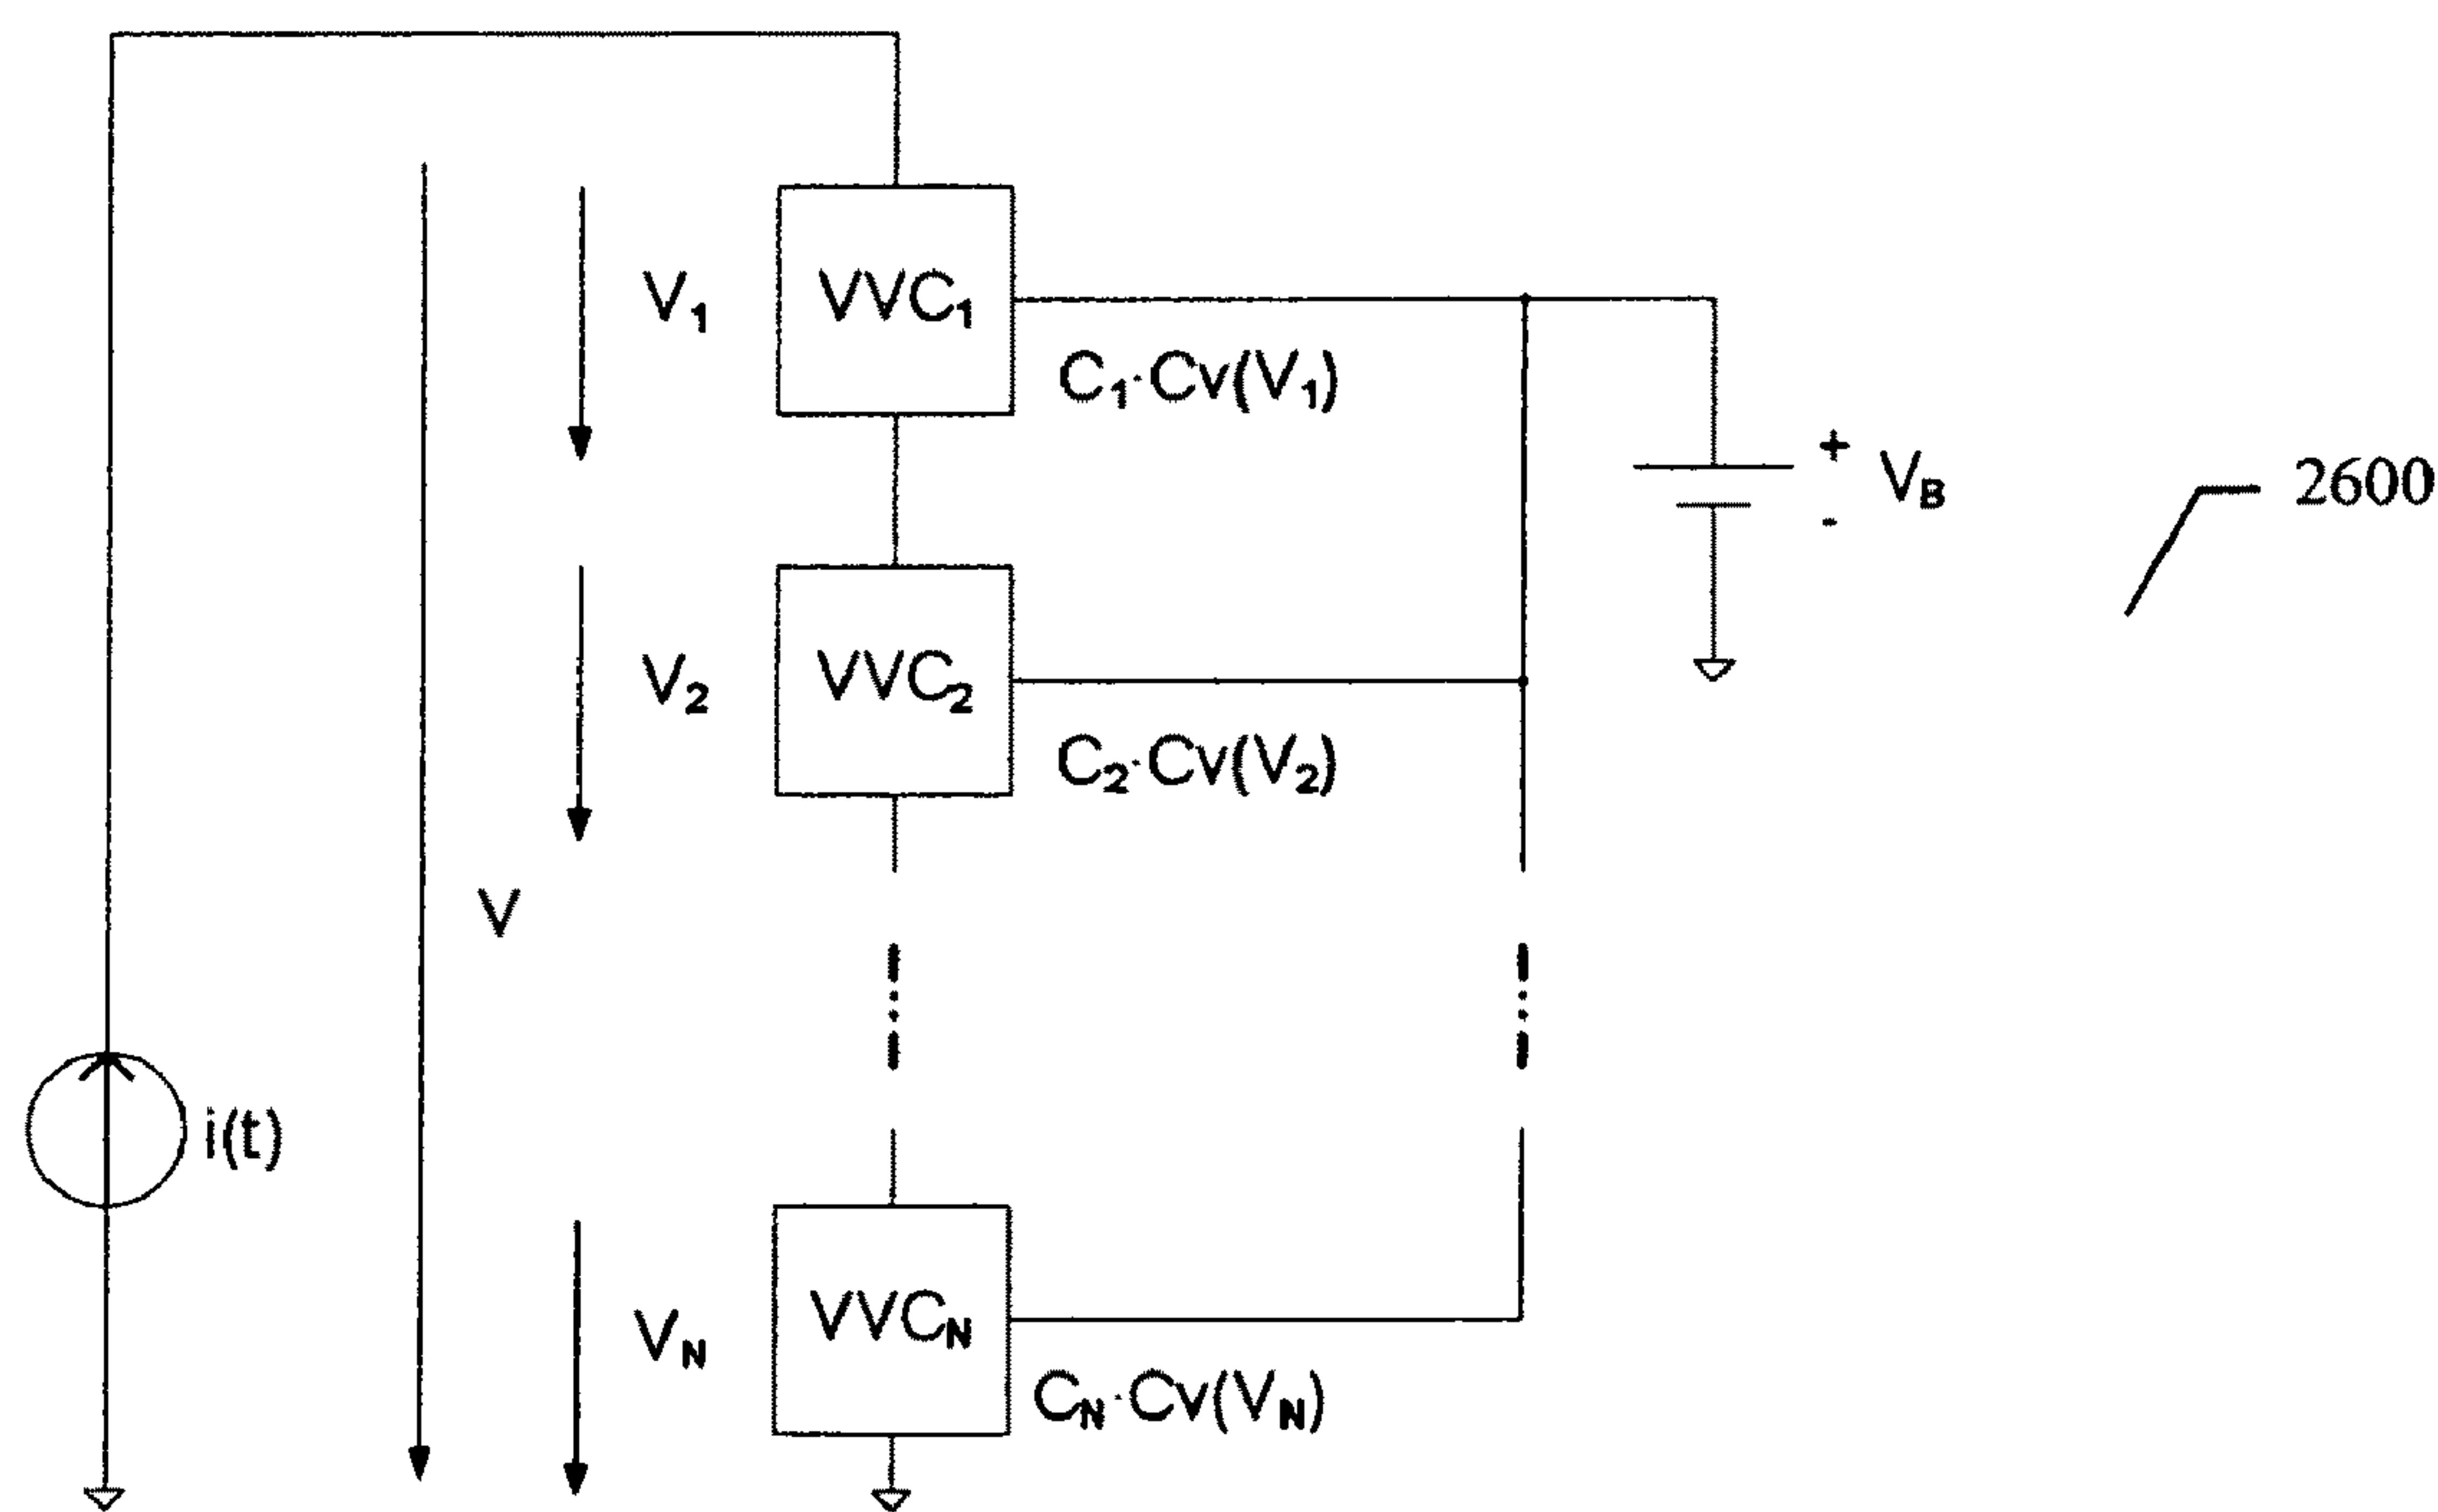 V₁
VVC₁
C₁·Cv(V₁)
+
V_B
-
2600
V₂
VVC₂
C₂·Cv(V₂)
V
i(t)
V_N
VVC_N
C_N·Cv(V_N)